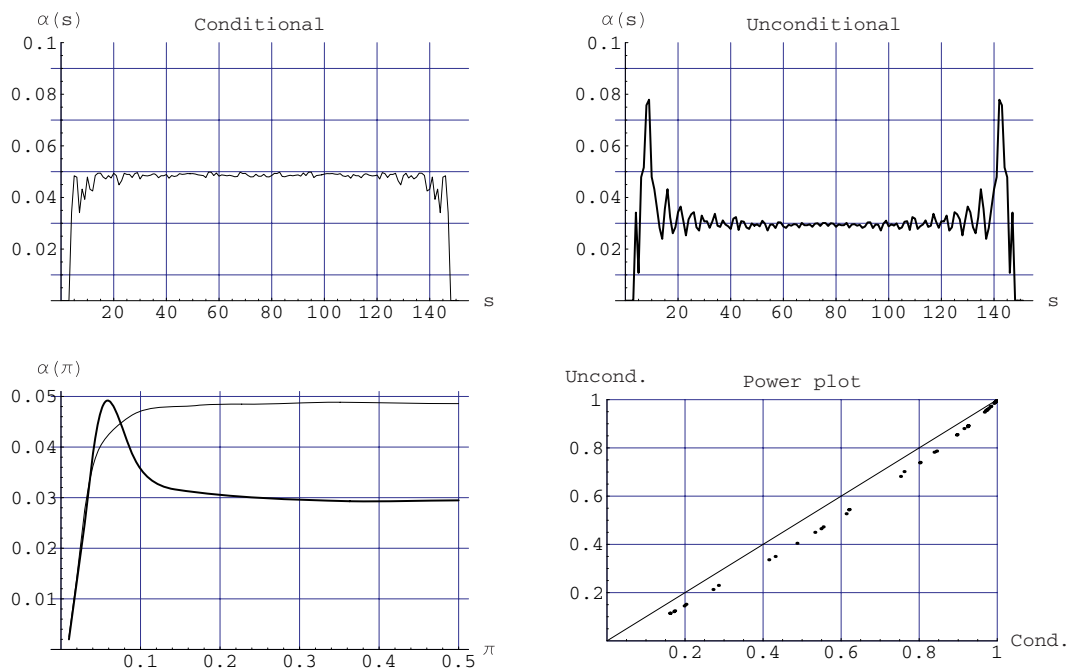 α(s)
Conditional
0.1
0.08
0.06
0.04
0.02
20 40 60 80 100 120 140 s
α(s)
Unconditional
0.1
0.08
0.06
0.04
0.02
20 40 60 80 100 120 140 s
α(π)
0.05
0.04
0.03
0.02
0.01
0.1 0.2 0.3 0.4 0.5 π
Uncond.
Power plot
1
0.8
0.6
0.4
0.2
0.2 0.4 0.6 0.8 1 Cond.